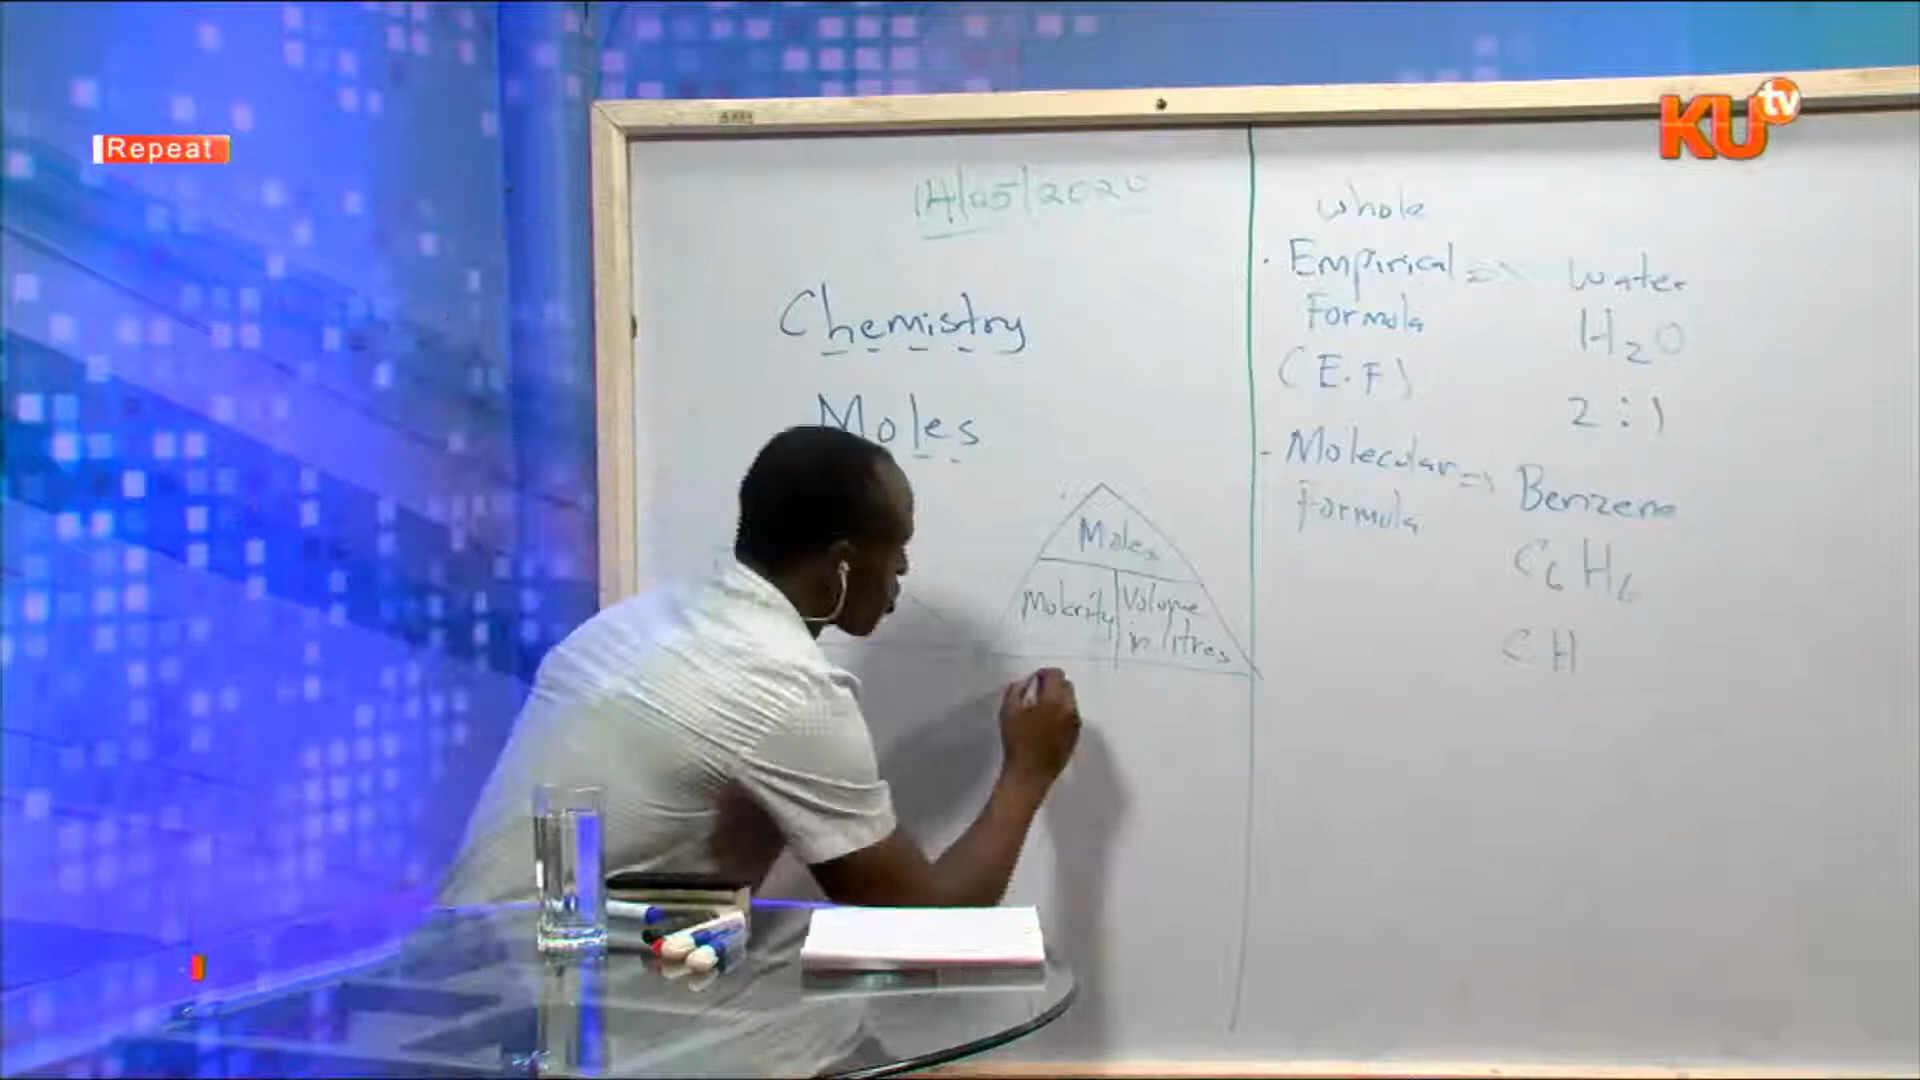 Repeat
KU tv
14/05/2020
Chemistry
Moles
Moles
Molarity
Volume
in litres
whole
· Empirical => water
Formula
H2O
(E.F)
2:1
- Molecular => Benzene
Formula
C6H6
CH